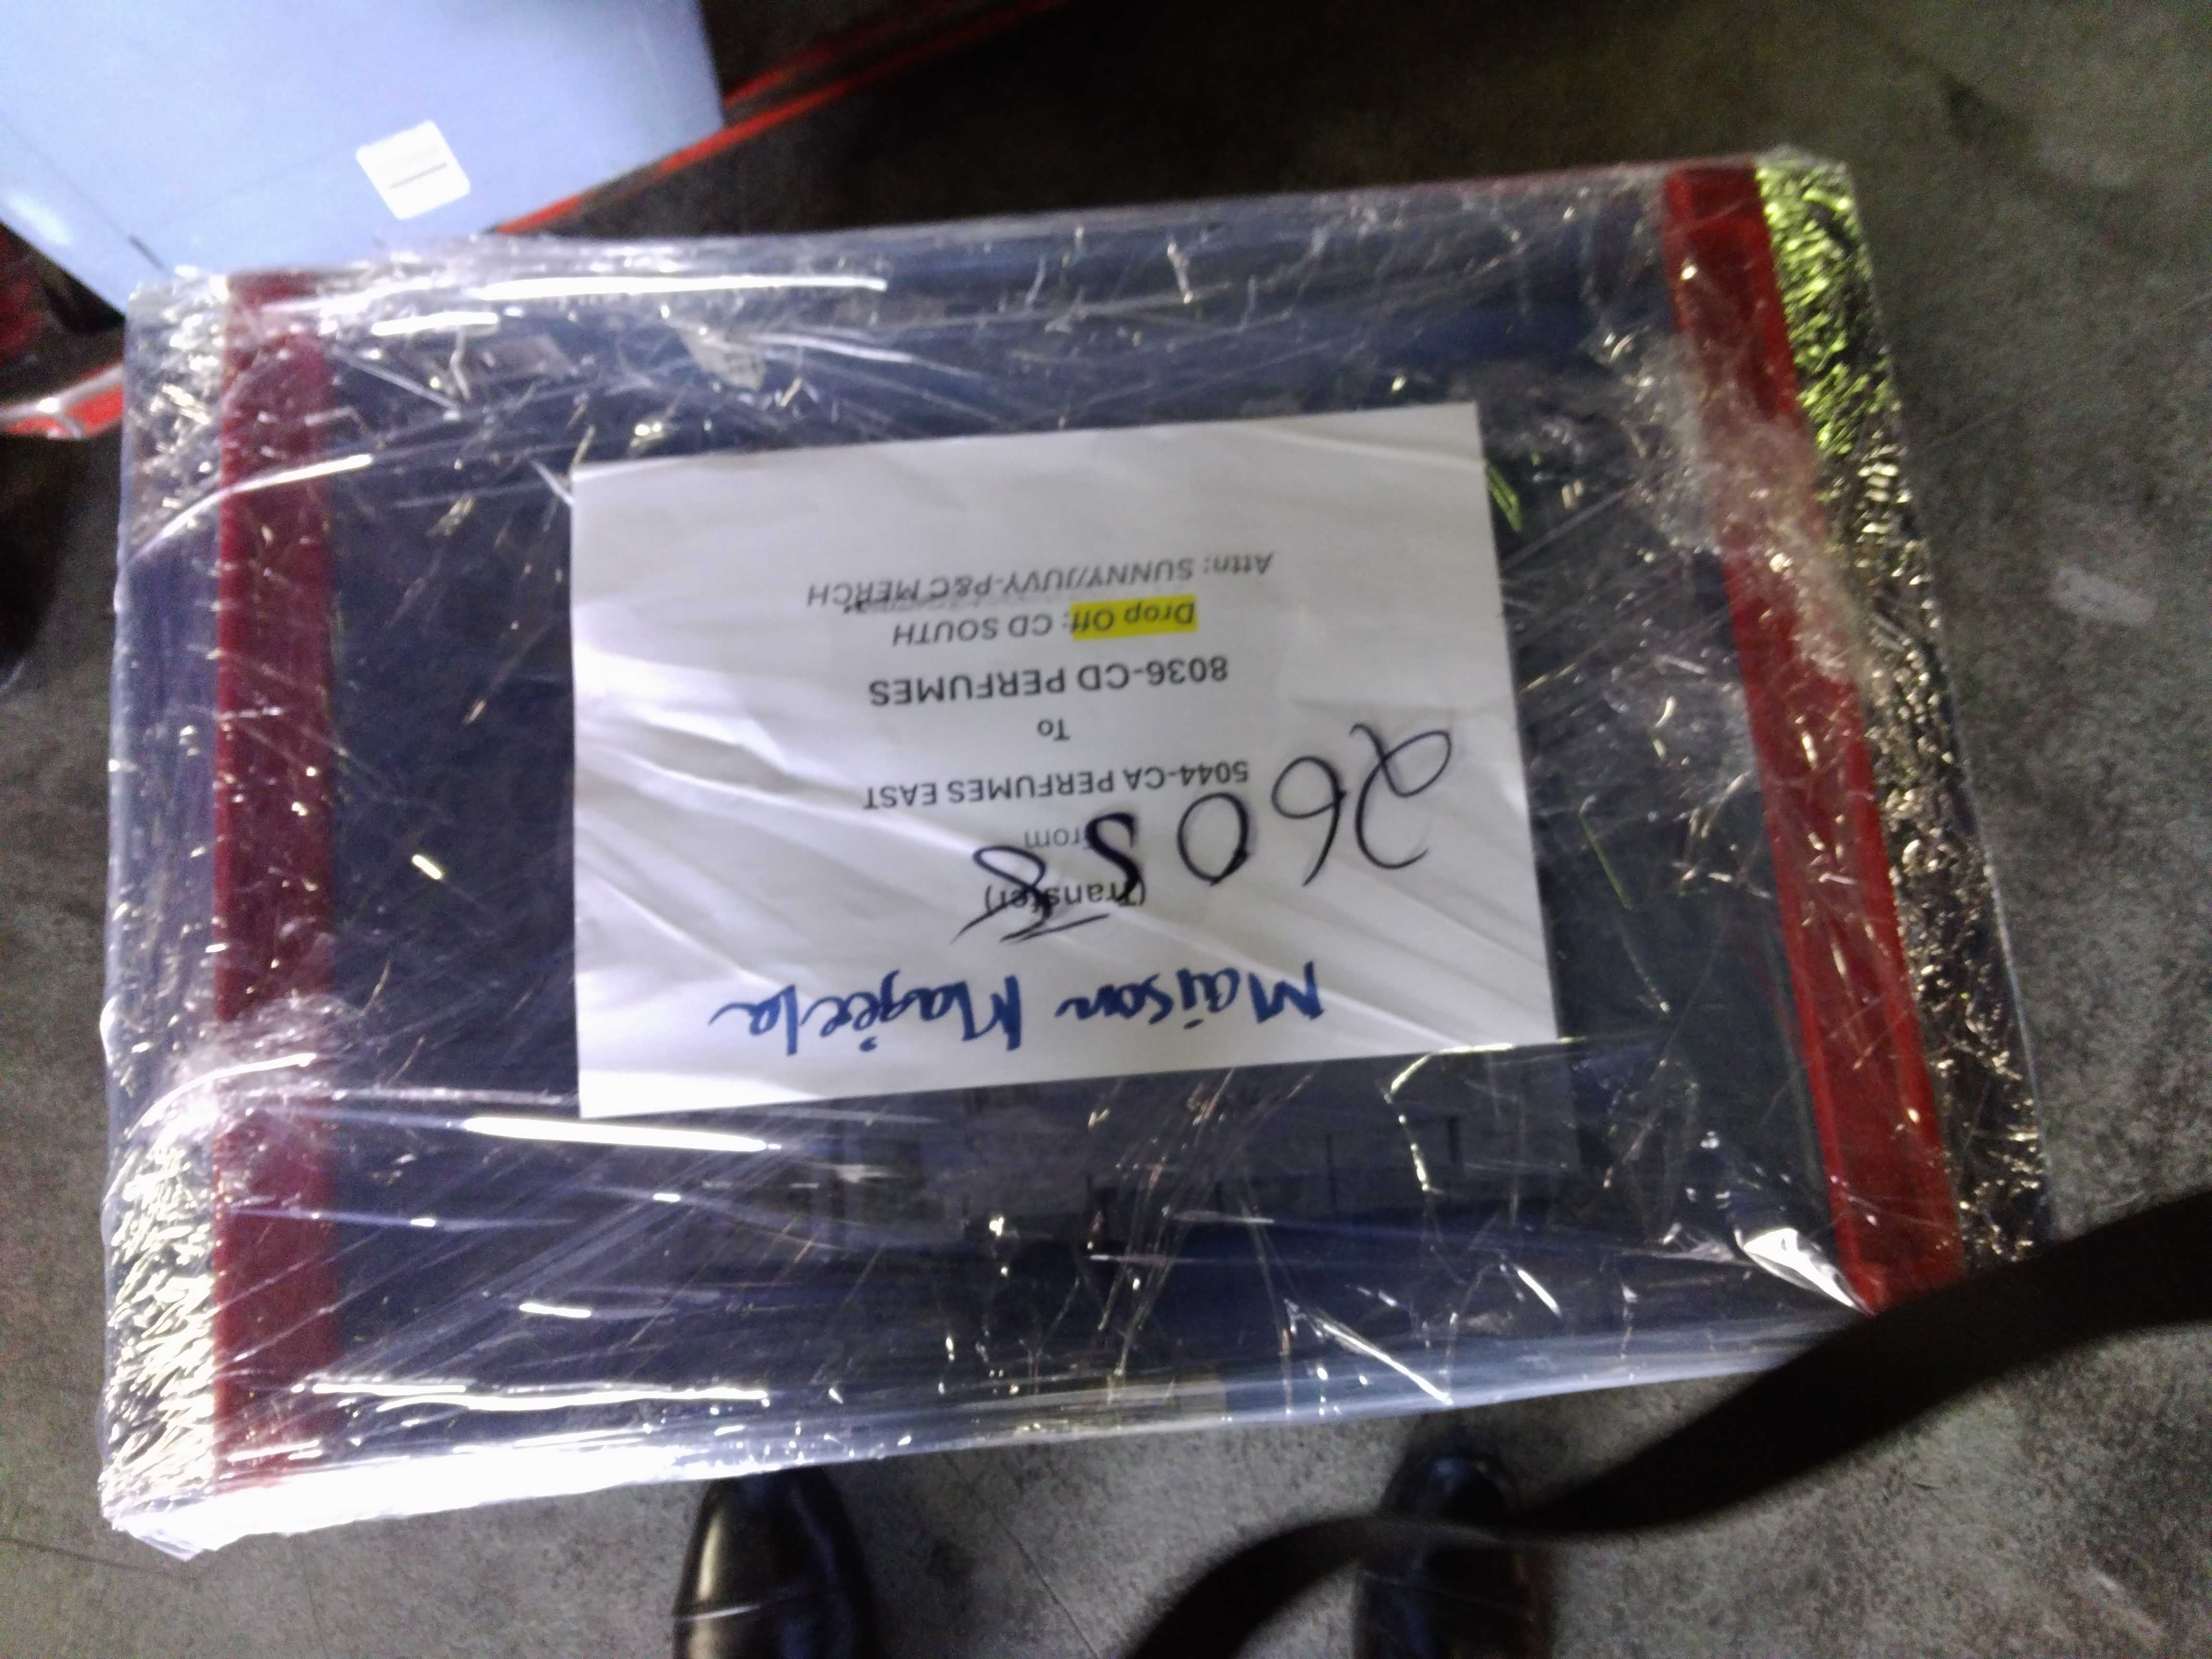 Maison Magiela
(Transfer)
From
26058
5044-CA PERFUMES EAST
To
8036-CD PERFUMES
Drop Off: CD SOUTH
Attn: SUNNY/JUVY-P&C MERCH